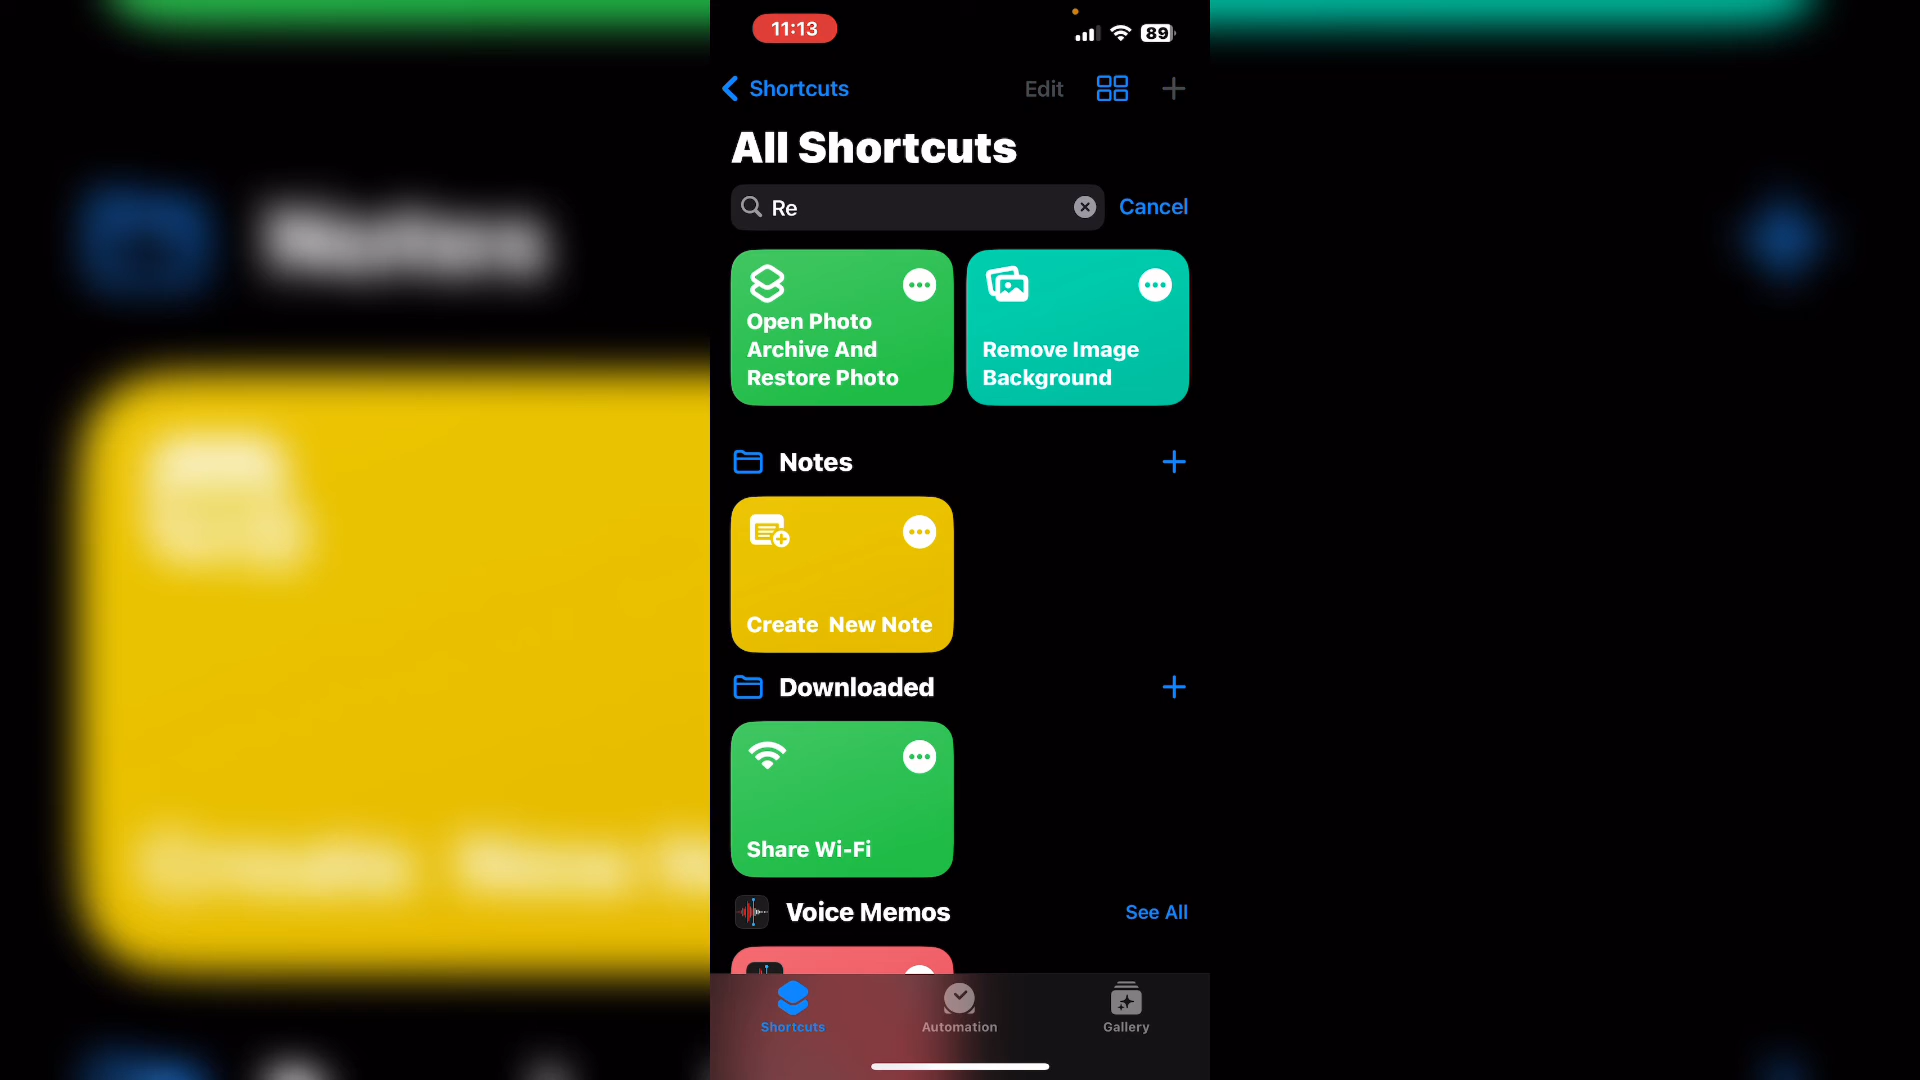 11:13
89
Shortcuts
Edit
All Shortcuts
Re
Cancel
Open Photo
Archive And
Restore Photo
Remove Image
Background
Notes
Create  New Note
Downloaded
Share Wi-Fi
Voice Memos
See All
Shortcuts
Automation
Gallery
Notes